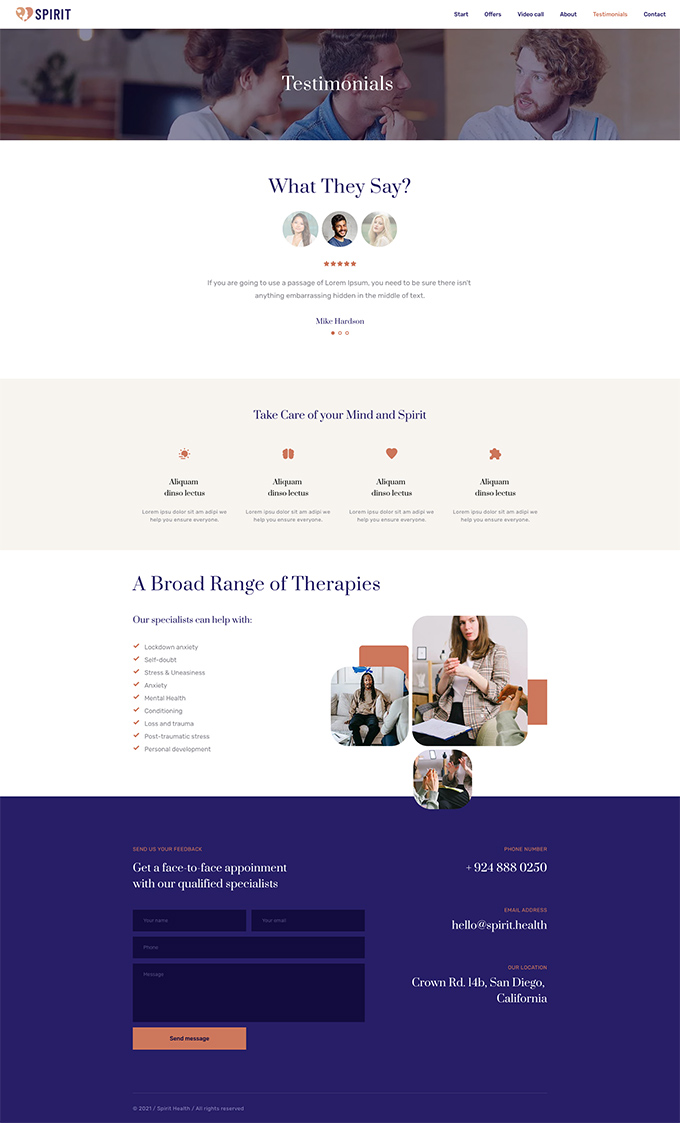 SPIRIT
Start Offers Video call About Testimonials Contact
Testimonials
What They Say?
If you are going to use a passage of Lorem Ipsum, you need to be sure there isn't
anything embarrassing hidden in the middle of text.
Mike Hardson
Take Care of your Mind and Spirit
Aliquam
dinso lectus
Lorem ipsu dolor sit am adipi we
help you ensure everyone.
Aliquam
dinso lectus
Lorem ipsu dolor sit am adipi we
help you ensure everyone.
Aliquam
dinso lectus
Lorem ipsu dolor sit am adipi we
help you ensure everyone.
Aliquam
dinso lectus
Lorem ipsu dolor sit am adipi we
help you ensure everyone.
A Broad Range of Therapies
Our specialists can help with:
Lockdown anxiety
Self-doubt
Stress & Uneasiness
Anxiety
Mental Health
Conditioning
Loss and trauma
Post-traumatic stress
Personal development
SEND US YOUR FEEDBACK
Get a face-to-face appoinment
with our qualified specialists
Your name
Your email
Phone
Message
Send message
PHONE NUMBER
+ 924 888 0250
EMAIL ADDRESS
hello@spirit.health
OUR LOCATION
Crown Rd. 14b, San Diego,
California
© 2021 / Spirit Health / All rights reserved